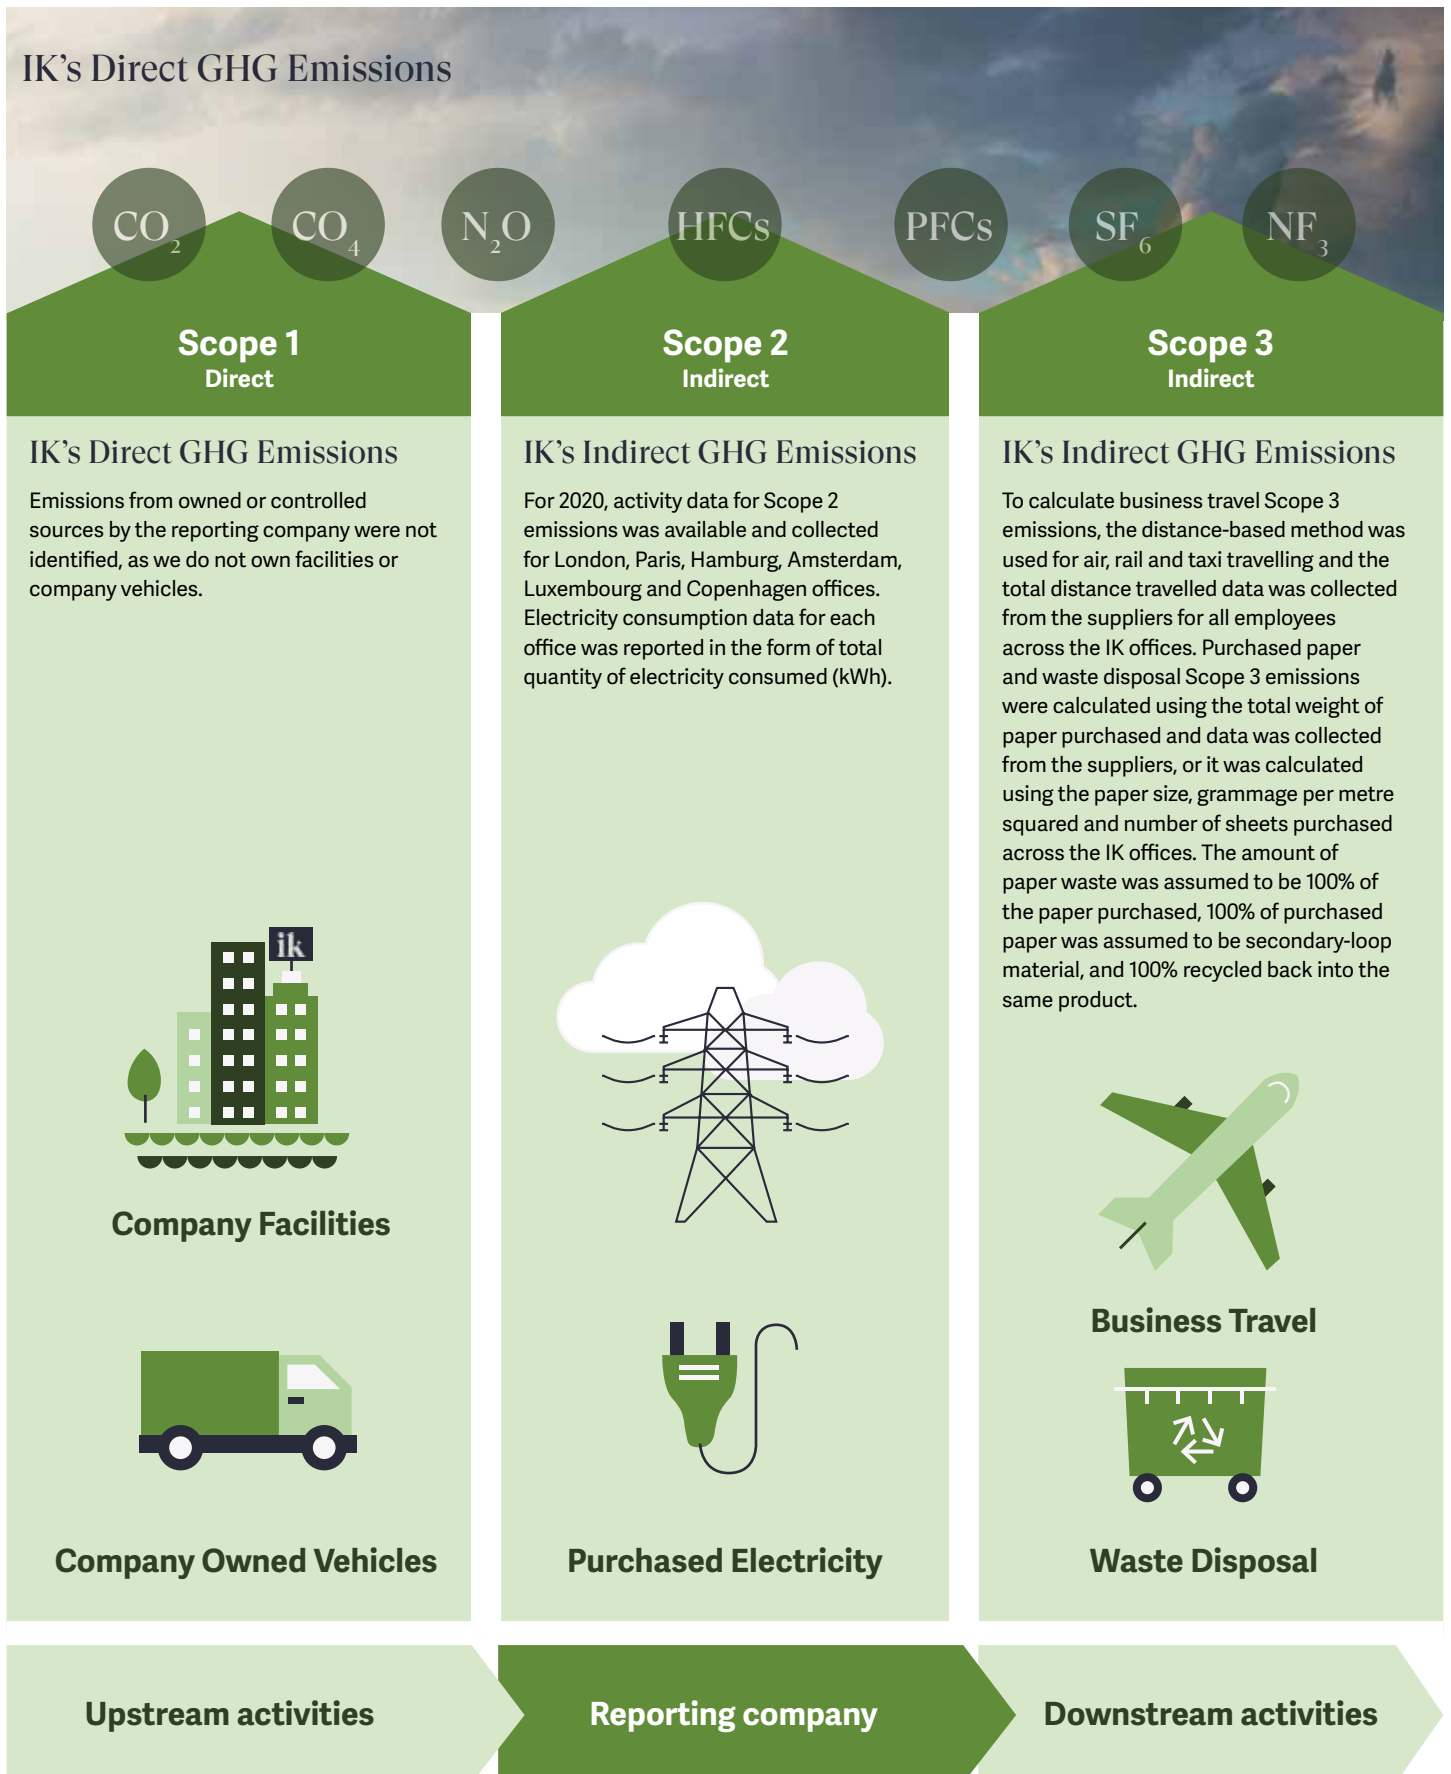 IK’s Direct GHG Emissions
CO2
CO4
N2O
HFCs
PFCs
SF6
NF3
Scope 1
Direct
IK’s Direct GHG Emissions
Emissions from owned or controlled
sources by the reporting company were not
identified, as we do not own facilities or
company vehicles.
ik
Company Facilities
Company Owned Vehicles
Scope 2
Indirect
IK’s Indirect GHG Emissions
For 2020, activity data for Scope 2
emissions was available and collected
for London, Paris, Hamburg, Amsterdam,
Luxembourg and Copenhagen offices.
Electricity consumption data for each
office was reported in the form of total
quantity of electricity consumed (kWh).
Purchased Electricity
Scope 3
Indirect
IK’s Indirect GHG Emissions
To calculate business travel Scope 3
emissions, the distance-based method was
used for air, rail and taxi travelling and the
total distance travelled data was collected
from the suppliers for all employees
across the IK offices. Purchased paper
and waste disposal Scope 3 emissions
were calculated using the total weight of
paper purchased and data was collected
from the suppliers, or it was calculated
using the paper size, grammage per metre
squared and number of sheets purchased
across the IK offices. The amount of
paper waste was assumed to be 100% of
the paper purchased, 100% of purchased
paper was assumed to be secondary-loop
material, and 100% recycled back into the
same product.
Business Travel
Waste Disposal
Upstream activities
Reporting company
Downstream activities